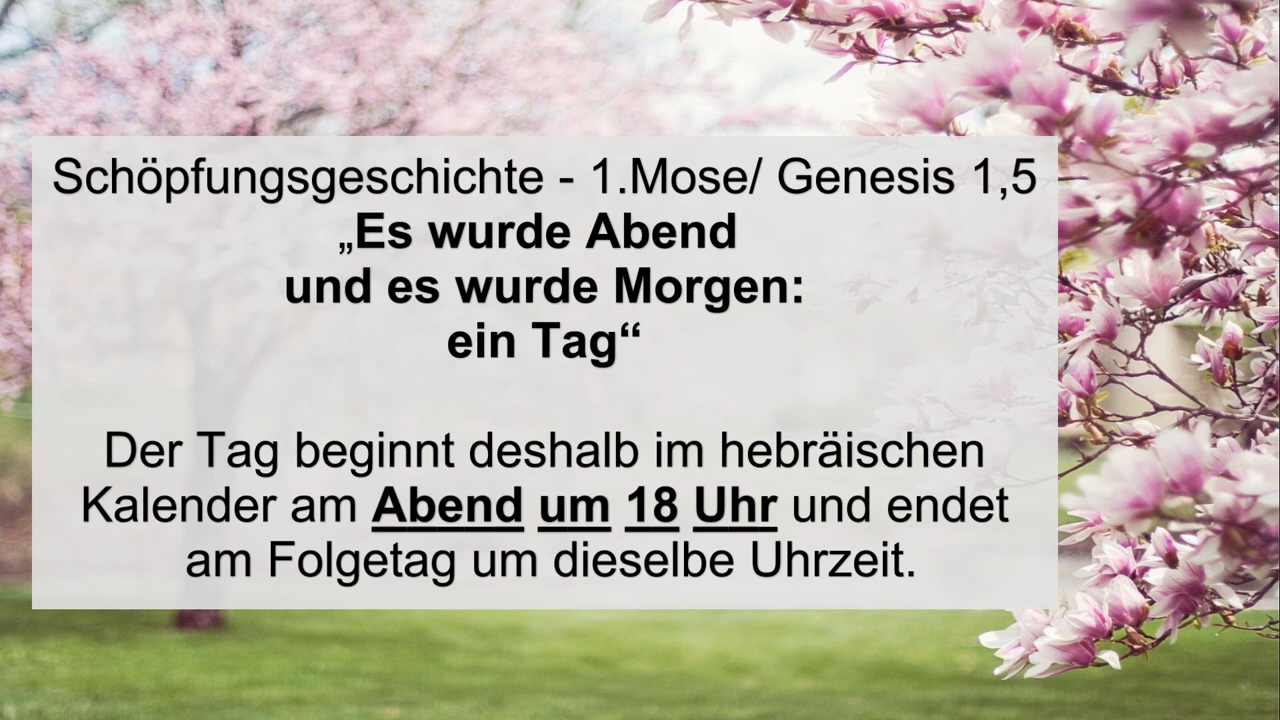 Schöpfungsgeschichte - 1.Mose/ Genesis 1,5
„Es wurde Abend
und es wurde Morgen:
ein Tag“
Der Tag beginnt deshalb im hebräischen
Kalender am Abend um 18 Uhr und endet
am Folgetag um dieselbe Uhrzeit.